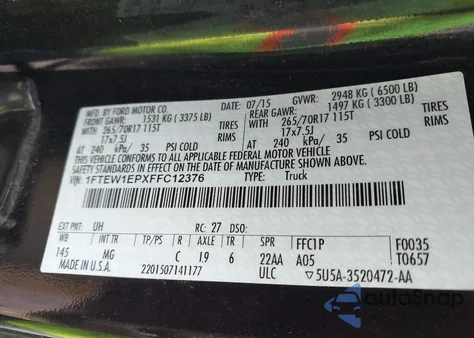 MFD. BY FORD MOTOR CO.
DATE: 07/15 GVWR: 2948 KG (6500 LB)
FRONT GAWR: 1531 KG (3375 LB) REAR GAWR: 1497 KG (3300 LB)
WITH 265/70R17 115T WITH 265/70R17 115T
TIRES 17x7.5J TIRES 17x7.5J
RIMS RIMS
AT 240 kPa/ 35 PSI COLD AT 240 kPa/ 35 PSI COLD
THIS VEHICLE CONFORMS TO ALL APPLICABLE FEDERAL MOTOR VEHICLE
SAFETY STANDARDS IN EFFECT ON THE DATE OF MANUFACTURE SHOWN ABOVE.
VIN: 1FTEW1EPXFFC12376 TYPE: Truck
EXT PNT: UH RC: 27 DSO: F0035
WB INT TR TP/PS R AXLE TR SPR FFC1P T0657
145 MG C L9 6 22AA A05
MADE IN U.S.A. 2201507141177 ULC 5U5A-3520472-AA
AutoSnap